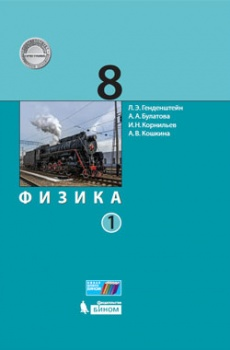 8
Л.Э. Генденштейн
А.А. Булатова
И.Н. Корнильев
А.В. Кошкина
ФИЗИКА
1
БИНОМ